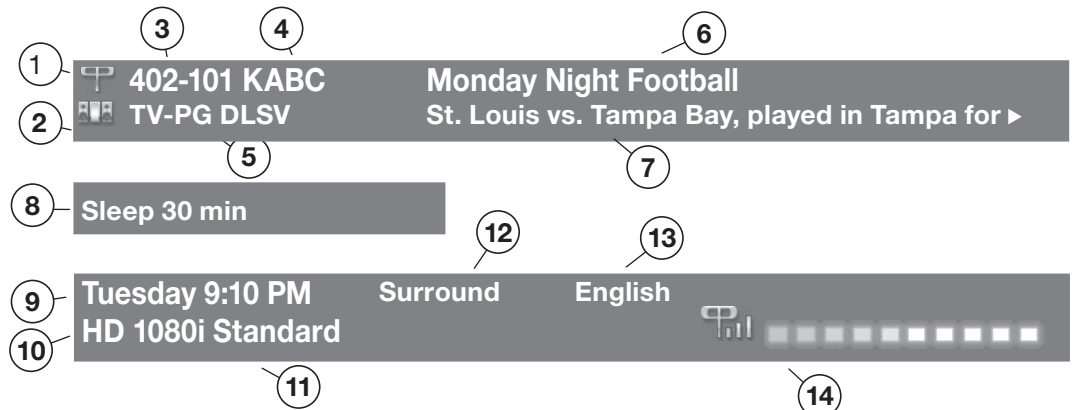 3 4 6
1 402-101 KABC Monday Night Football
2 TV-PG DLSV St. Louis vs. Tampa Bay, played in Tampa for ▶
5 7
8 Sleep 30 min
12 13
9 Tuesday 9:10 PM Surround English
10 HD 1080i Standard
11 14